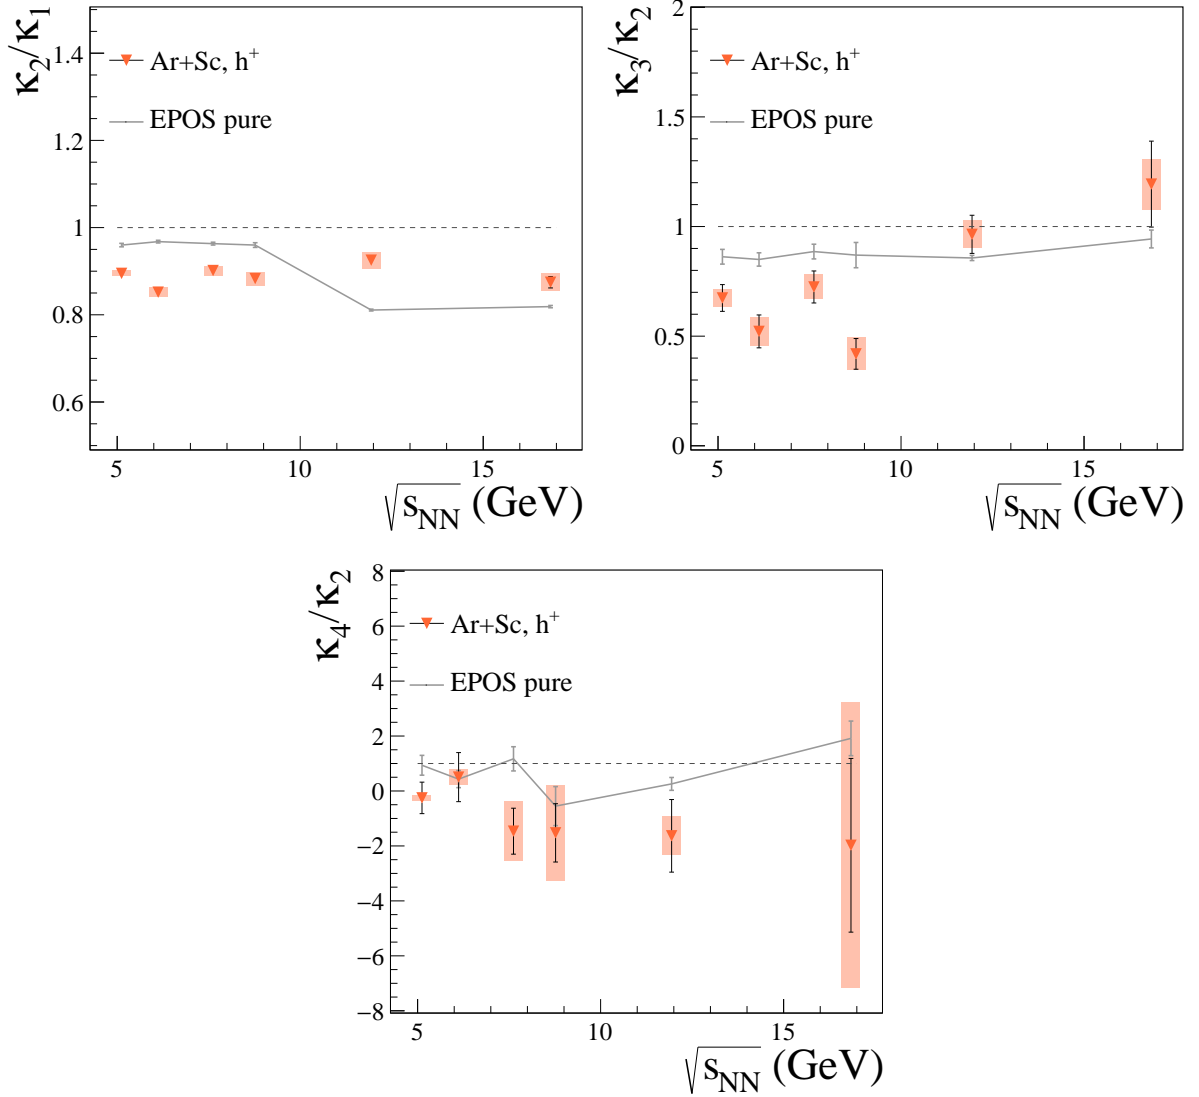 κ2/κ1
1.4
1.2
1
0.8
0.6
Ar+Sc, h+
EPOS pure
5
10
15
√sNN (GeV)
κ3/κ2
2
1.5
1
0.5
0
Ar+Sc, h+
EPOS pure
5
10
15
√sNN (GeV)
κ4/κ2
8
6
4
2
0
−2
−4
−6
−8
Ar+Sc, h+
EPOS pure
5
10
15
√sNN (GeV)